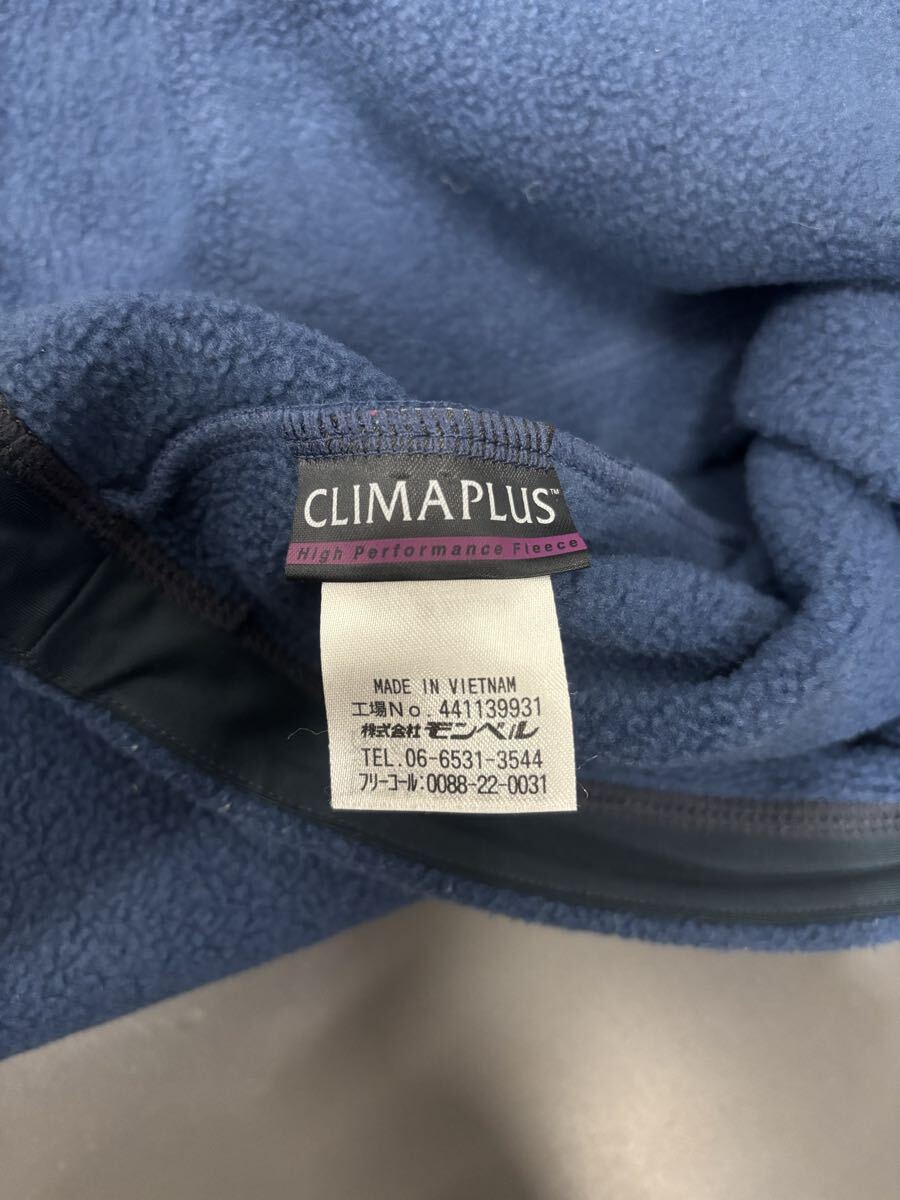 CLIMAPLUS™
High Performance Fleece
MADE IN VIETNAM
工場No.441139931
株式会社 モンベル
TEL.06-6531-3544
フリーコール:0088-22-0031